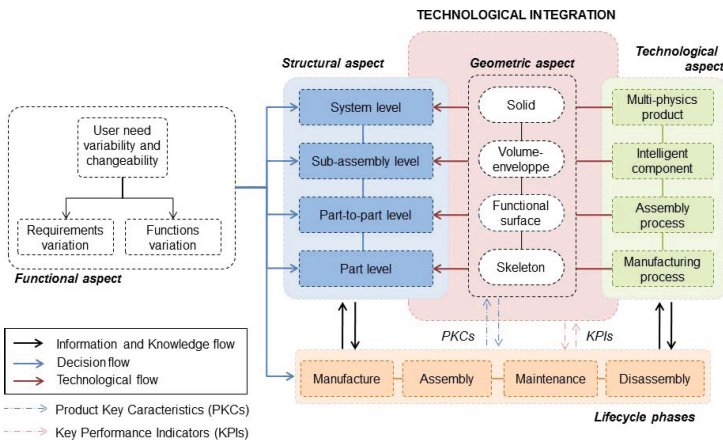 TECHNOLOGICAL INTEGRATION
Structural aspect
Geometric aspect
Technological
aspect
System level
Solid
Multi-physics
product
User need
variability and
changeability
Sub-assembly level
Volume-
enveloppe
Intelligent
component
Requirements
variation
Functions
variation
Part-to-part level
Functional
surface
Assembly
process
Functional aspect
Part level
Skeleton
Manufacturing
process
PKCs
KPIs
Information and Knowledge flow
Decision flow
Technological flow
Manufacture
Assembly
Maintenance
Disassembly
Product Key Caracteristics (PKCs)
Key Performance Indicators (KPIs)
Lifecycle phases